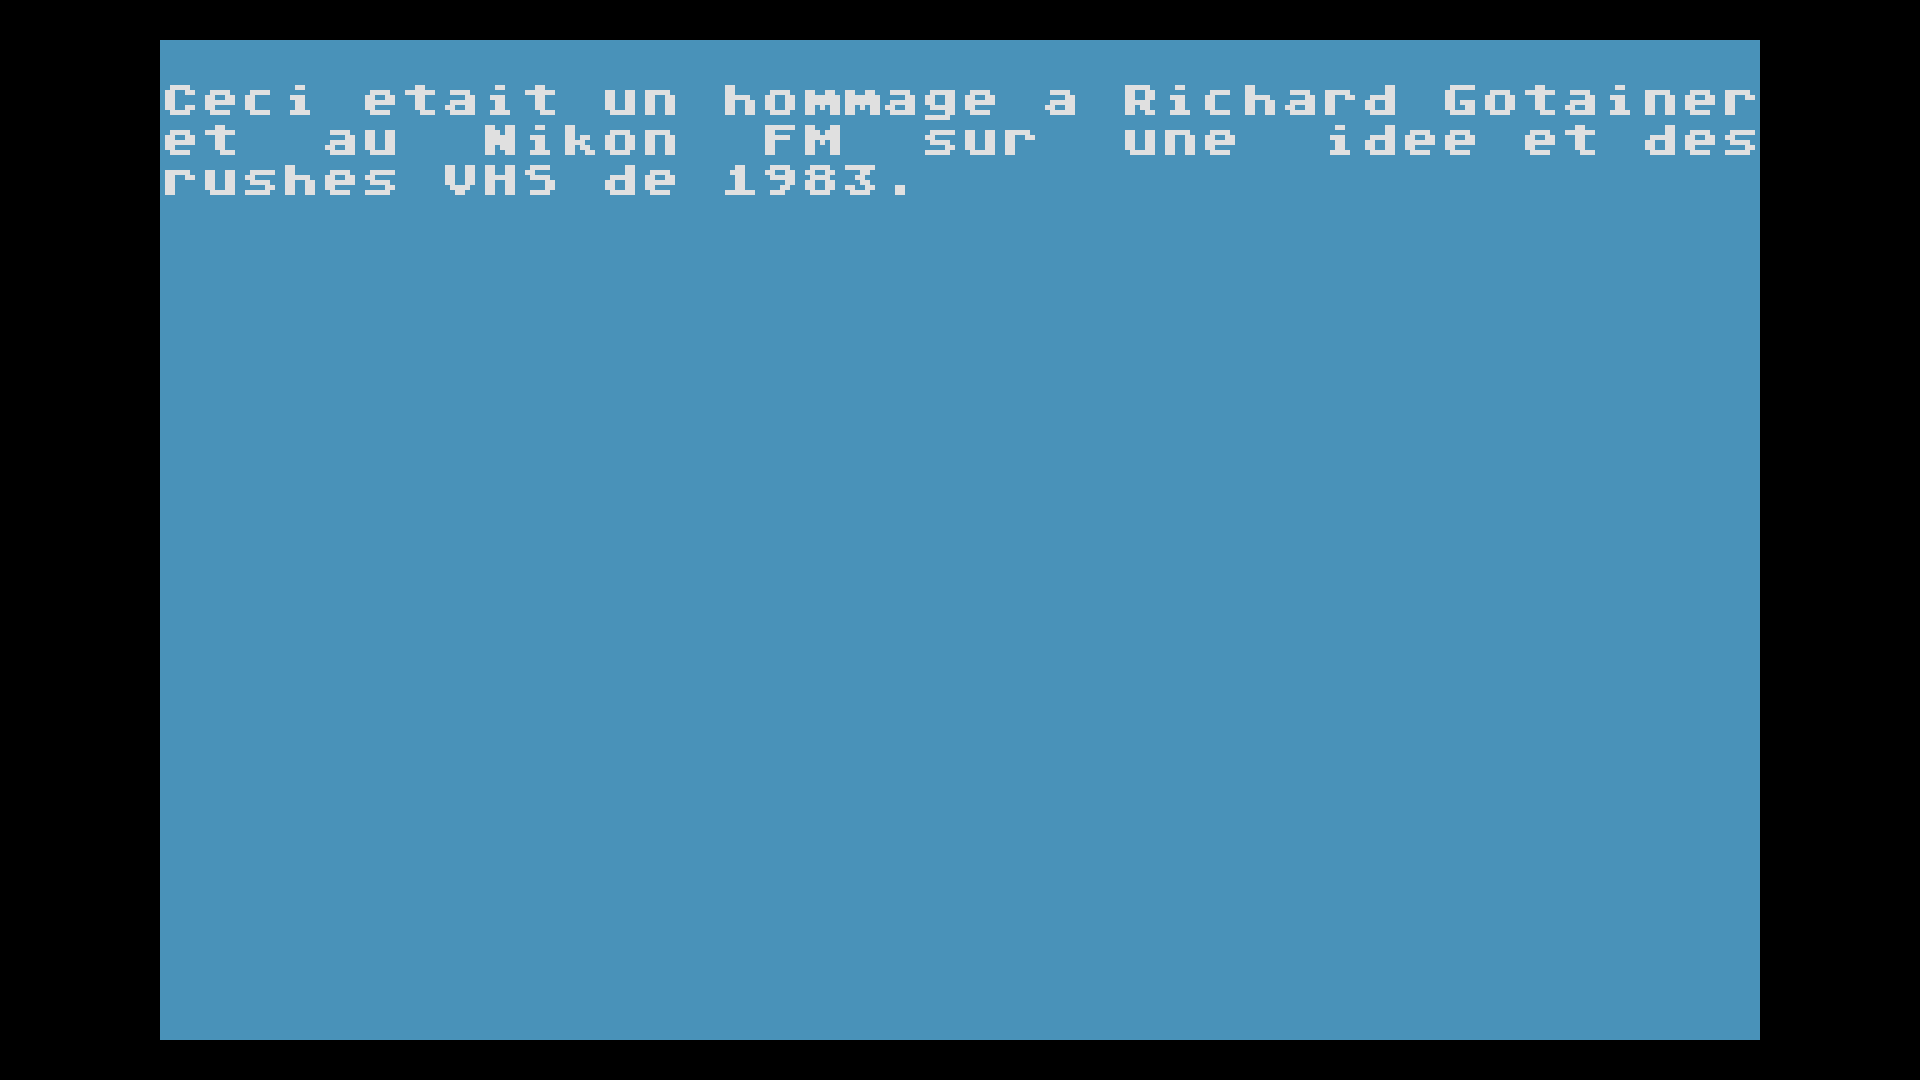 Ceci etait un hommage a Richard Gotainer
et au Nikon FM sur une idee et des
rushes VHS de 1983.